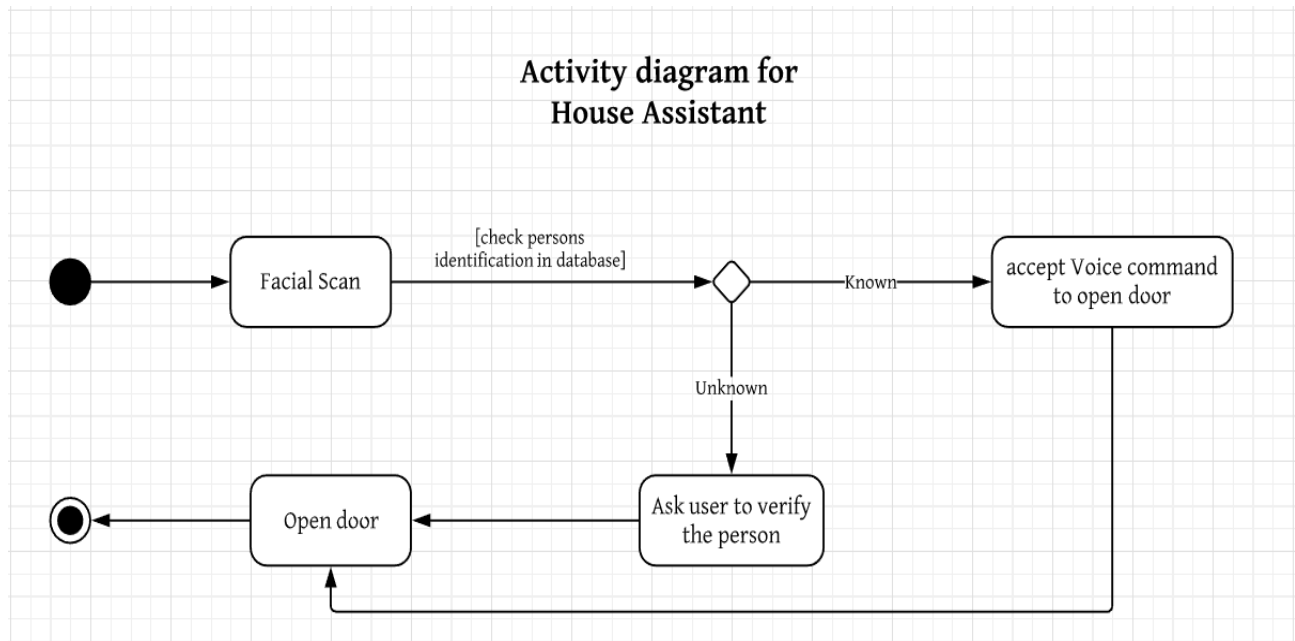 Activity diagram for
House Assistant
Facial Scan
[check persons
identification in database]
Known
accept Voice command
to open door
Unknown
Ask user to verify
the person
Open door